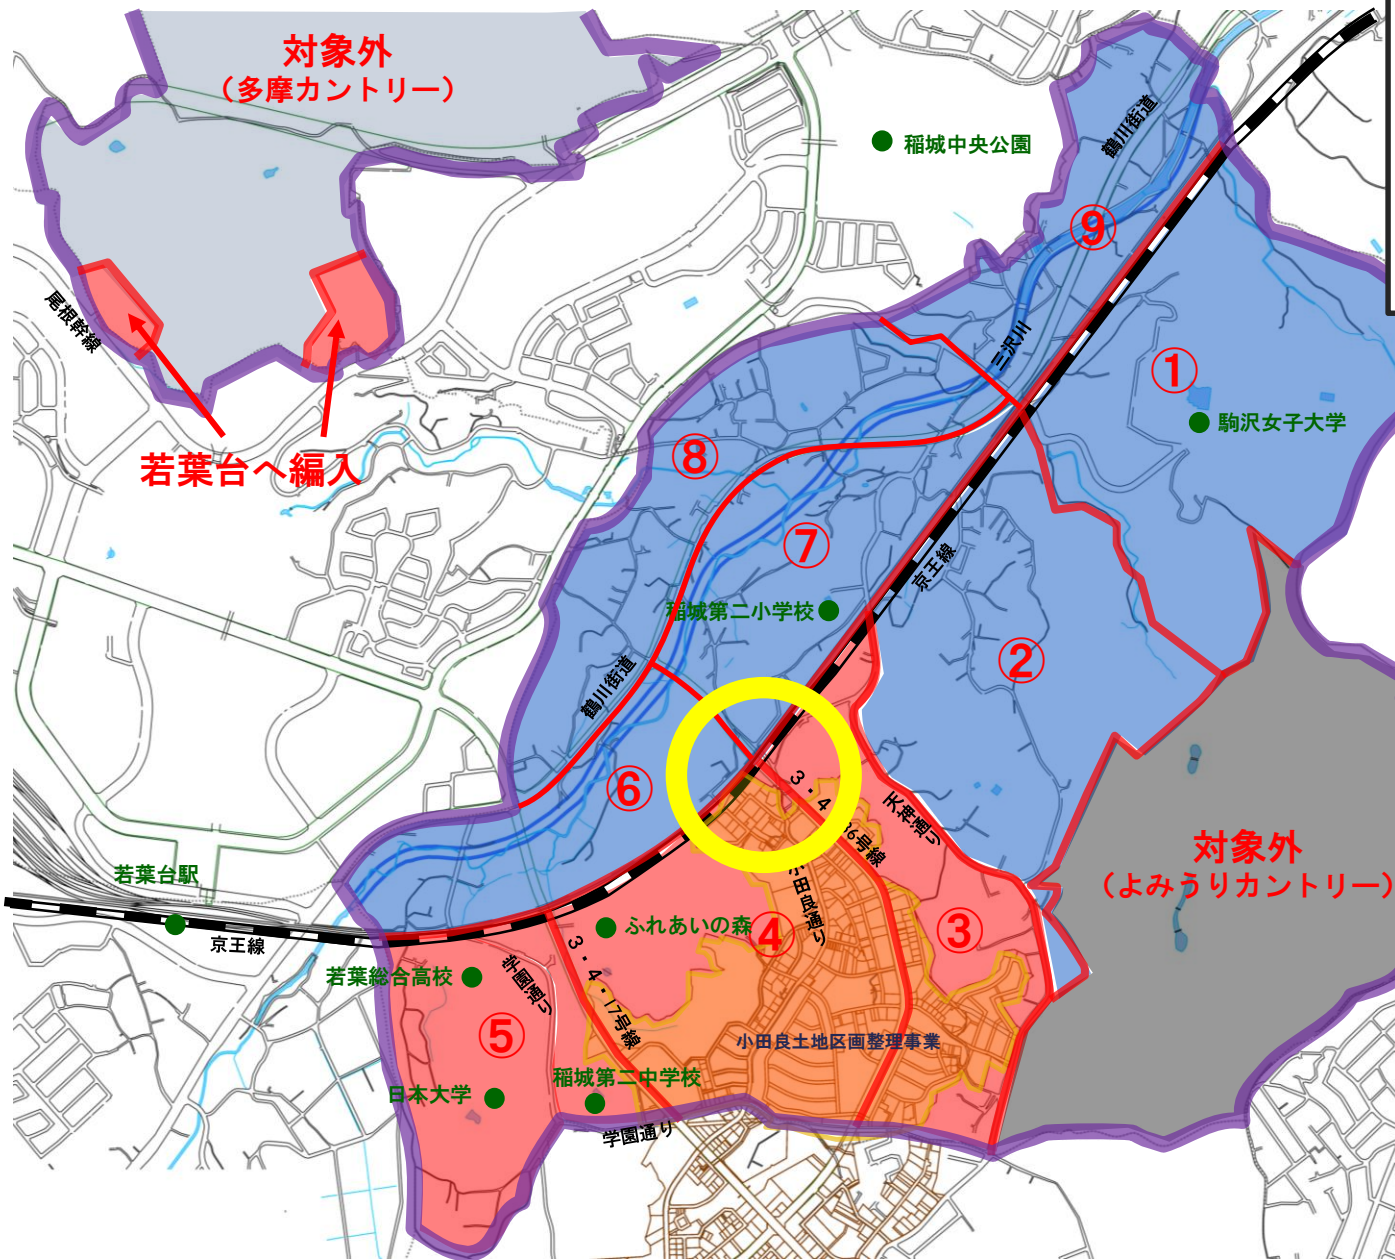 対象外
（多摩カントリー）
稲城中央公園
鶴川街道
⑨
尾根幹線
三沢川
①
駒沢女子大学
若葉台へ編入
⑧
⑦
京王線
稲城第二小学校
②
鶴川街道
⑥
3・4・
36号線
天神通り
対象外
（よみうりカントリー）
若葉台駅
小田良通り
京王線
ふれあいの森
④
③
若葉総合高校
学園通り
3・4・17号線
⑤
小田良土地区画整理事業
稲城第二中学校
日本大学
学園通り